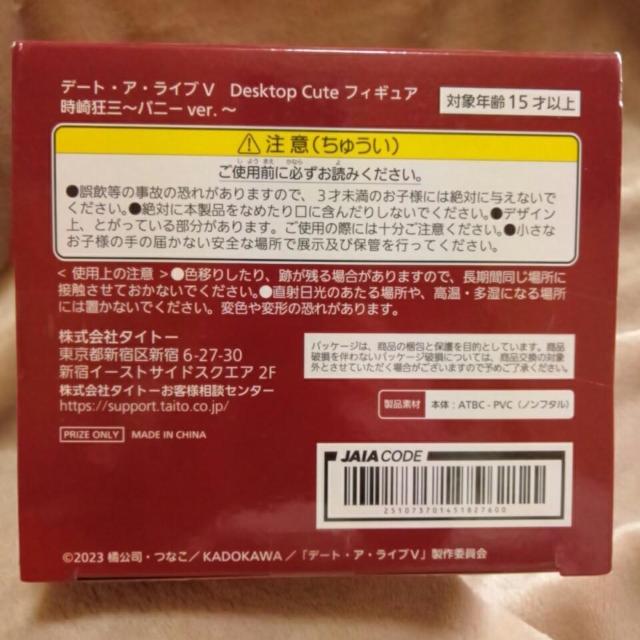 デート・ア・ライブⅤ Desktop Cute フィギュア
時崎狂三〜バニー ver. 〜
対象年齢 15 才以上
⚠注 意(ちゅうい)
ご使用前に必ずお読みください。
●誤飲等の事故の恐れがありますので、3才未満のお子様には絶対に与えないで
ください。●絶対に本製品をなめたり口に含んだりしないでください。●デザイン
上、とがっている部分があります。ご使用の際には十分ご注意ください。●小さな
お子様の手の届かない安全な場所で展示及び保管を行ってください。
< 使用上の注意 >●色移りしたり、跡が残る場合がありますので、長期間同じ場所に
接触させておかないでください。●直射日光のあたる場所や、高温・多湿になる場所
には置かないでください。変色や変形の恐れがあります。
株式会社タイトー
東京都新宿区新宿 6-27-30
新宿イーストサイドスクエア 2F
株式会社タイトーお客様相談センター
https://support.taito.co.jp/
PRIZE ONLY MADE IN CHINA
パッケージは、商品の梱包と保護を目的としています。商品
破損を伴わないパッケージ破損については、商品交換の対象
外とさせていただく場合がございますので予めご了承ください。
製品素材 本体:ATBC-PVC(ノンフタル)
JAIA CODE
251073701451827600
©2023 橘公司・つなこ/KADOKAWA/「デート・ア・ライブⅤ」製作委員会